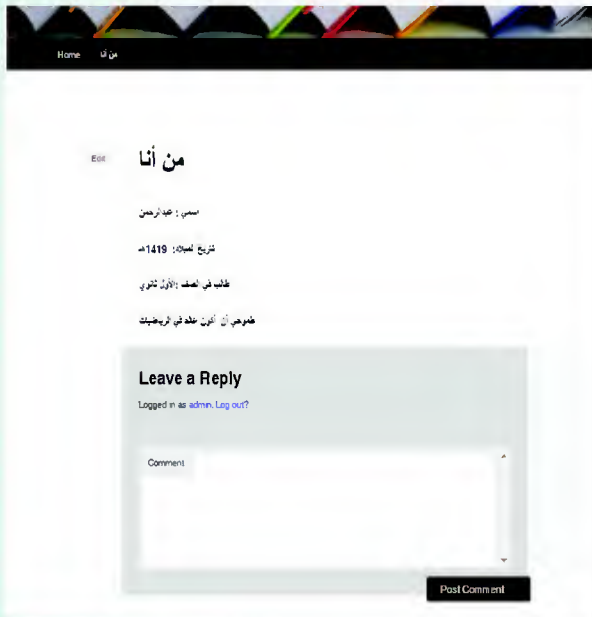 Home من أنا
Edit
من أنا
اسمي : عبدالرحمن
تاريخ الميلاد: 1419هـ
طالب في الصف :الأول ثانوي
طموحي أن أكون عالم في الرياضيات
Leave a Reply
Logged in as admin. Log out?
Comment
Post Comment